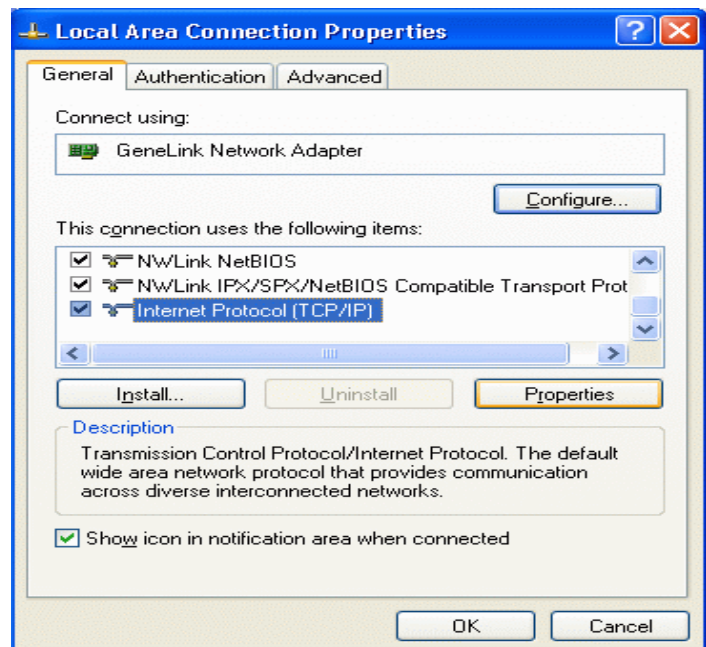 Local Area Connection Properties
General Authentication Advanced
Connect using:
GeneLink Network Adapter
Configure...
This connection uses the following items:
NWLink NetBIOS
NWLink IPX/SPX/NetBIOS Compatible Transport Prot
Internet Protocol (TCP/IP)
Install... Uninstall Properties
Description
Transmission Control Protocol/Internet Protocol. The default
wide area network protocol that provides communication
across diverse interconnected networks.
Show icon in notification area when connected
OK Cancel